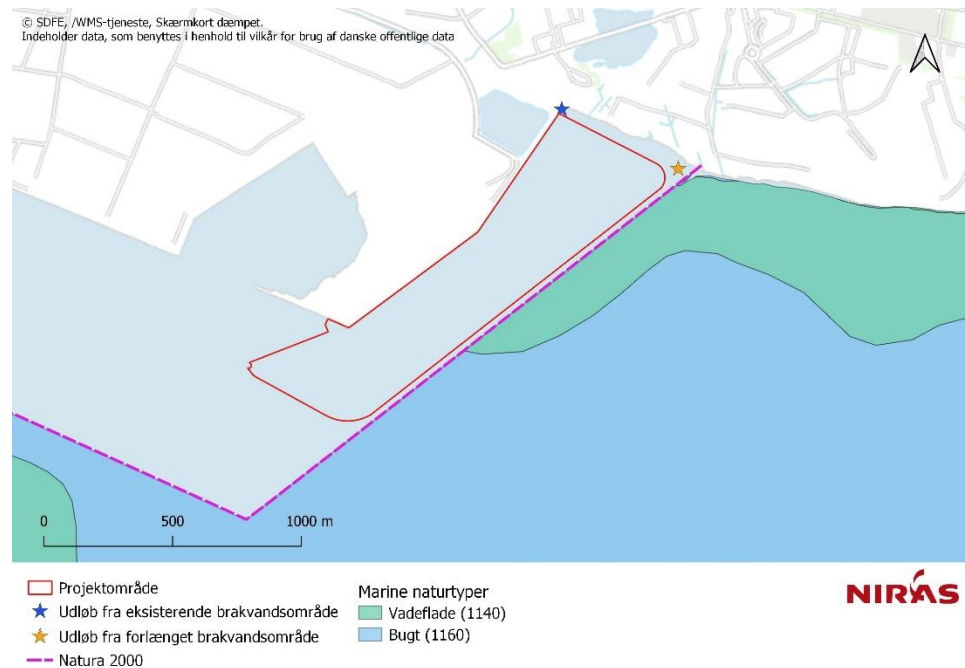 © SDFE, /WMS-tjeneste, Skærmkort dæmpet.
Indeholder data, som benyttes i henhold til vilkår for brug af danske offentlige data
0 500 1000 m
Projektområde
Udløb fra eksisterende brakvandsområde
Udløb fra forlænget brakvandsområde
Natura 2000
Marine naturtyper
Vadeflade (1140)
Bugt (1160)
NIRAS